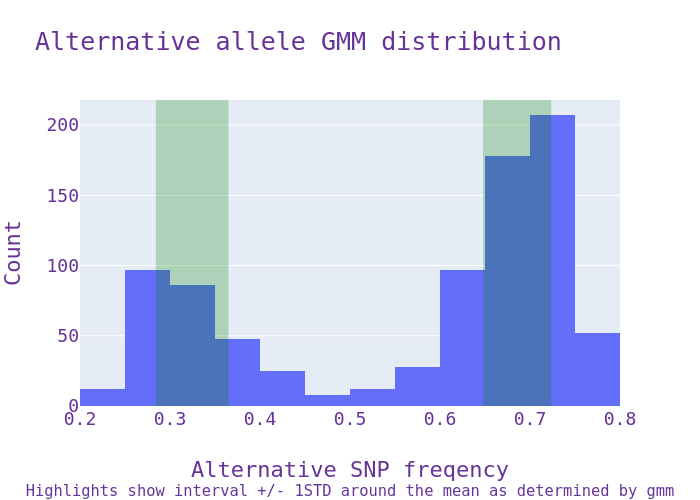 Alternative allele GMM distribution
Count
200
150
100
50
0
0.2 0.3 0.4 0.5 0.6 0.7 0.8
Alternative SNP freqency
Highlights show interval +/- 1STD around the mean as determined by gmm